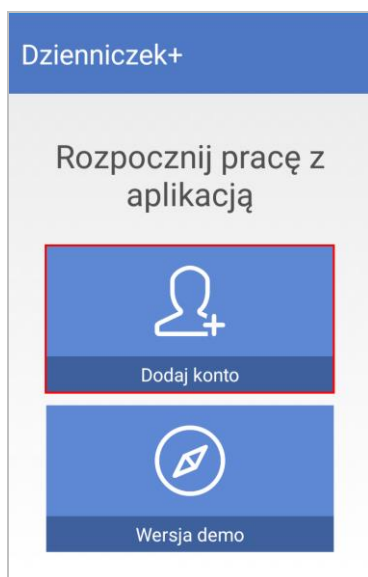 Dzienniczek+
Rozpocznij pracę z
aplikacją
Dodaj konto
Wersja demo